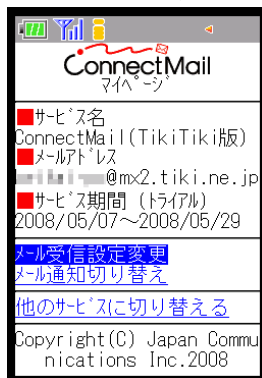 ConnectMail
ﾏｲﾍﾟｰｼﾞ
■ｻｰﾋﾞｽ名
ConnectMail(TikiTiki版)
■ﾒｰﾙｱﾄﾞﾚｽ
@mx2.tiki.ne.jp
■ｻｰﾋﾞｽ期間 (ﾄﾗｲｱﾙ)
2008/05/07～2008/05/29
ﾒｰﾙ受信設定変更
ﾒｰﾙ通知切り替え
他のｻｰﾋﾞｽに切り替える
Copyright(C) Japan Commu
nications Inc.2008